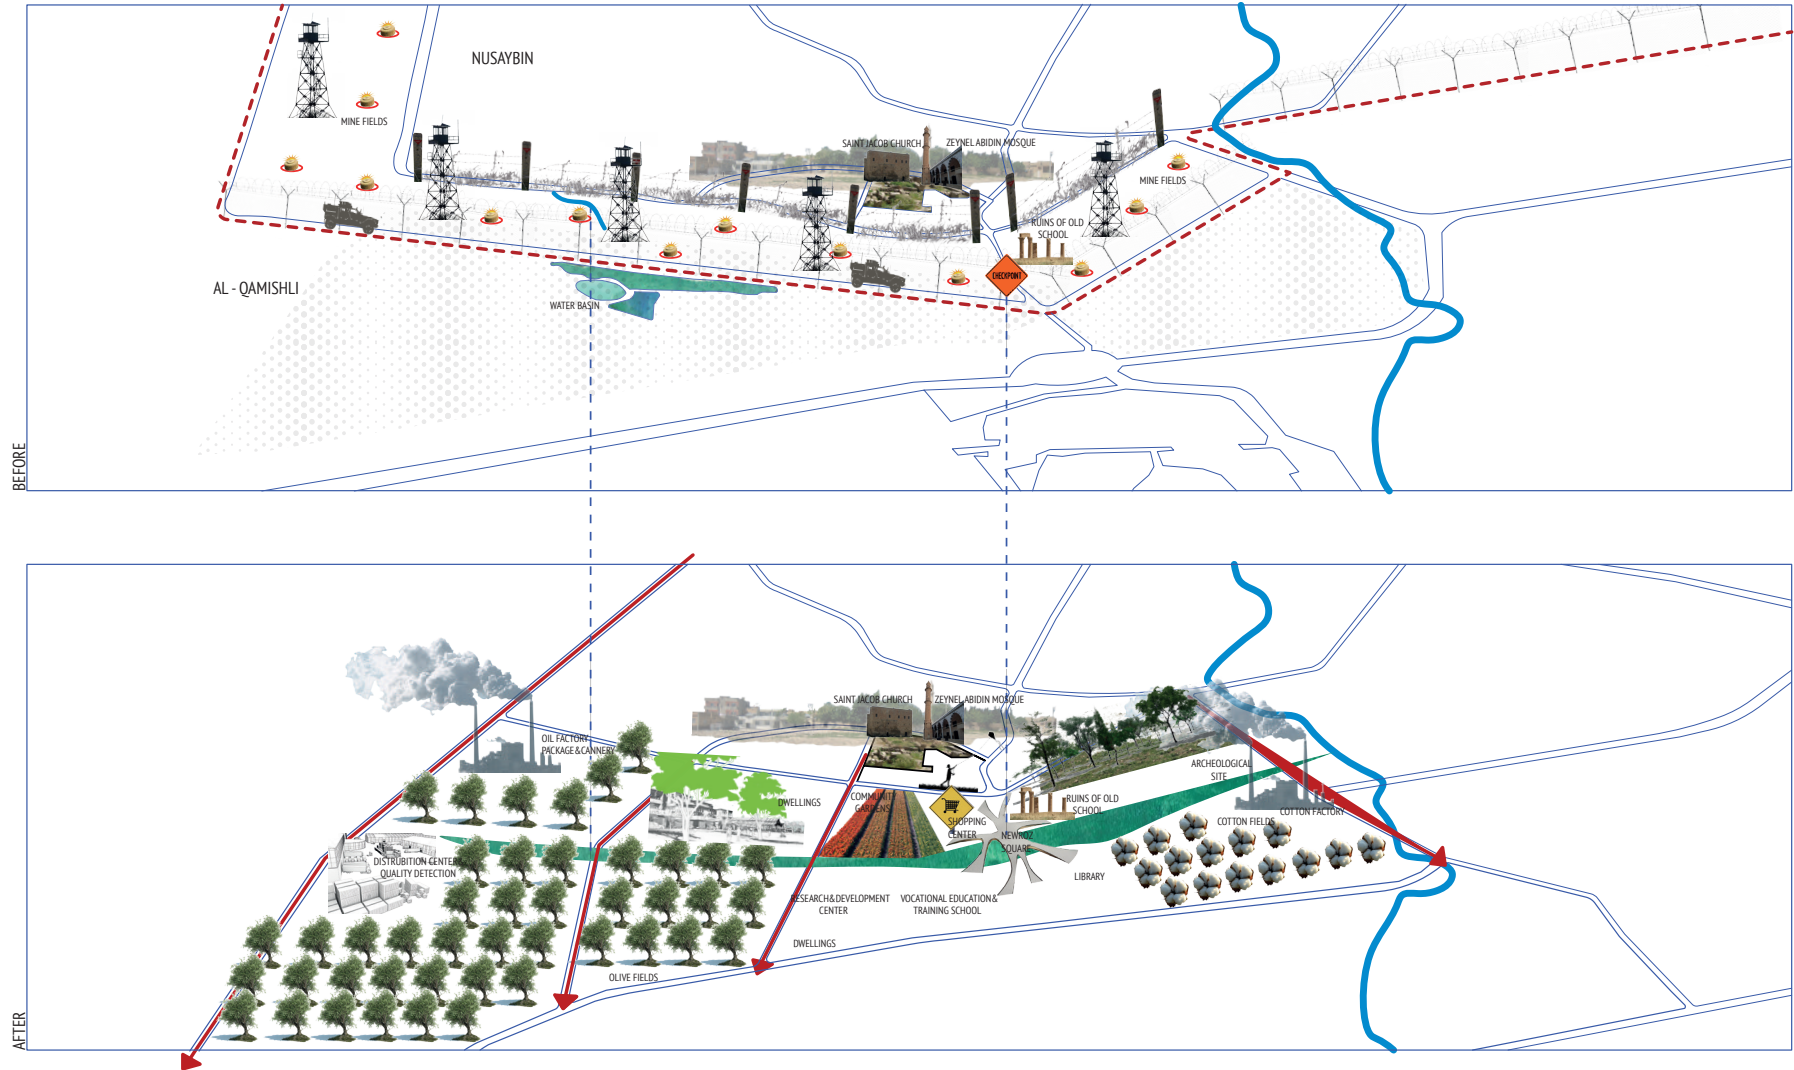 NUSAYBIN
MINE FIELDS
SAINT JACOB CHURCH
ZEYNEL ABIDIN MOSQUE
MINE FIELDS
RUINS OF OLD
SCHOOL
CHECKPOINT
AL - QAMISHLI
WATER BASIN
BEFORE
SAINT JACOB CHURCH
ZEYNEL ABIDIN MOSQUE
OIL FACTORY
PACKAGE&CANNERY
ARCHEOLOGICAL
SITE
DWELLINGS
COMMUNITY
GARDENS
RUINS OF OLD
SCHOOL
COTTON FACTORY
SHOPPING
CENTER
COTTON FIELDS
NEWROZ
SQUARE
DISTRUBITION CENTER
QUALITY DETECTION
LIBRARY
RESEARCH&DEVELOPMENT
CENTER
VOCATIONAL EDUCATION&
TRAINING SCHOOL
DWELLINGS
OLIVE FIELDS
AFTER